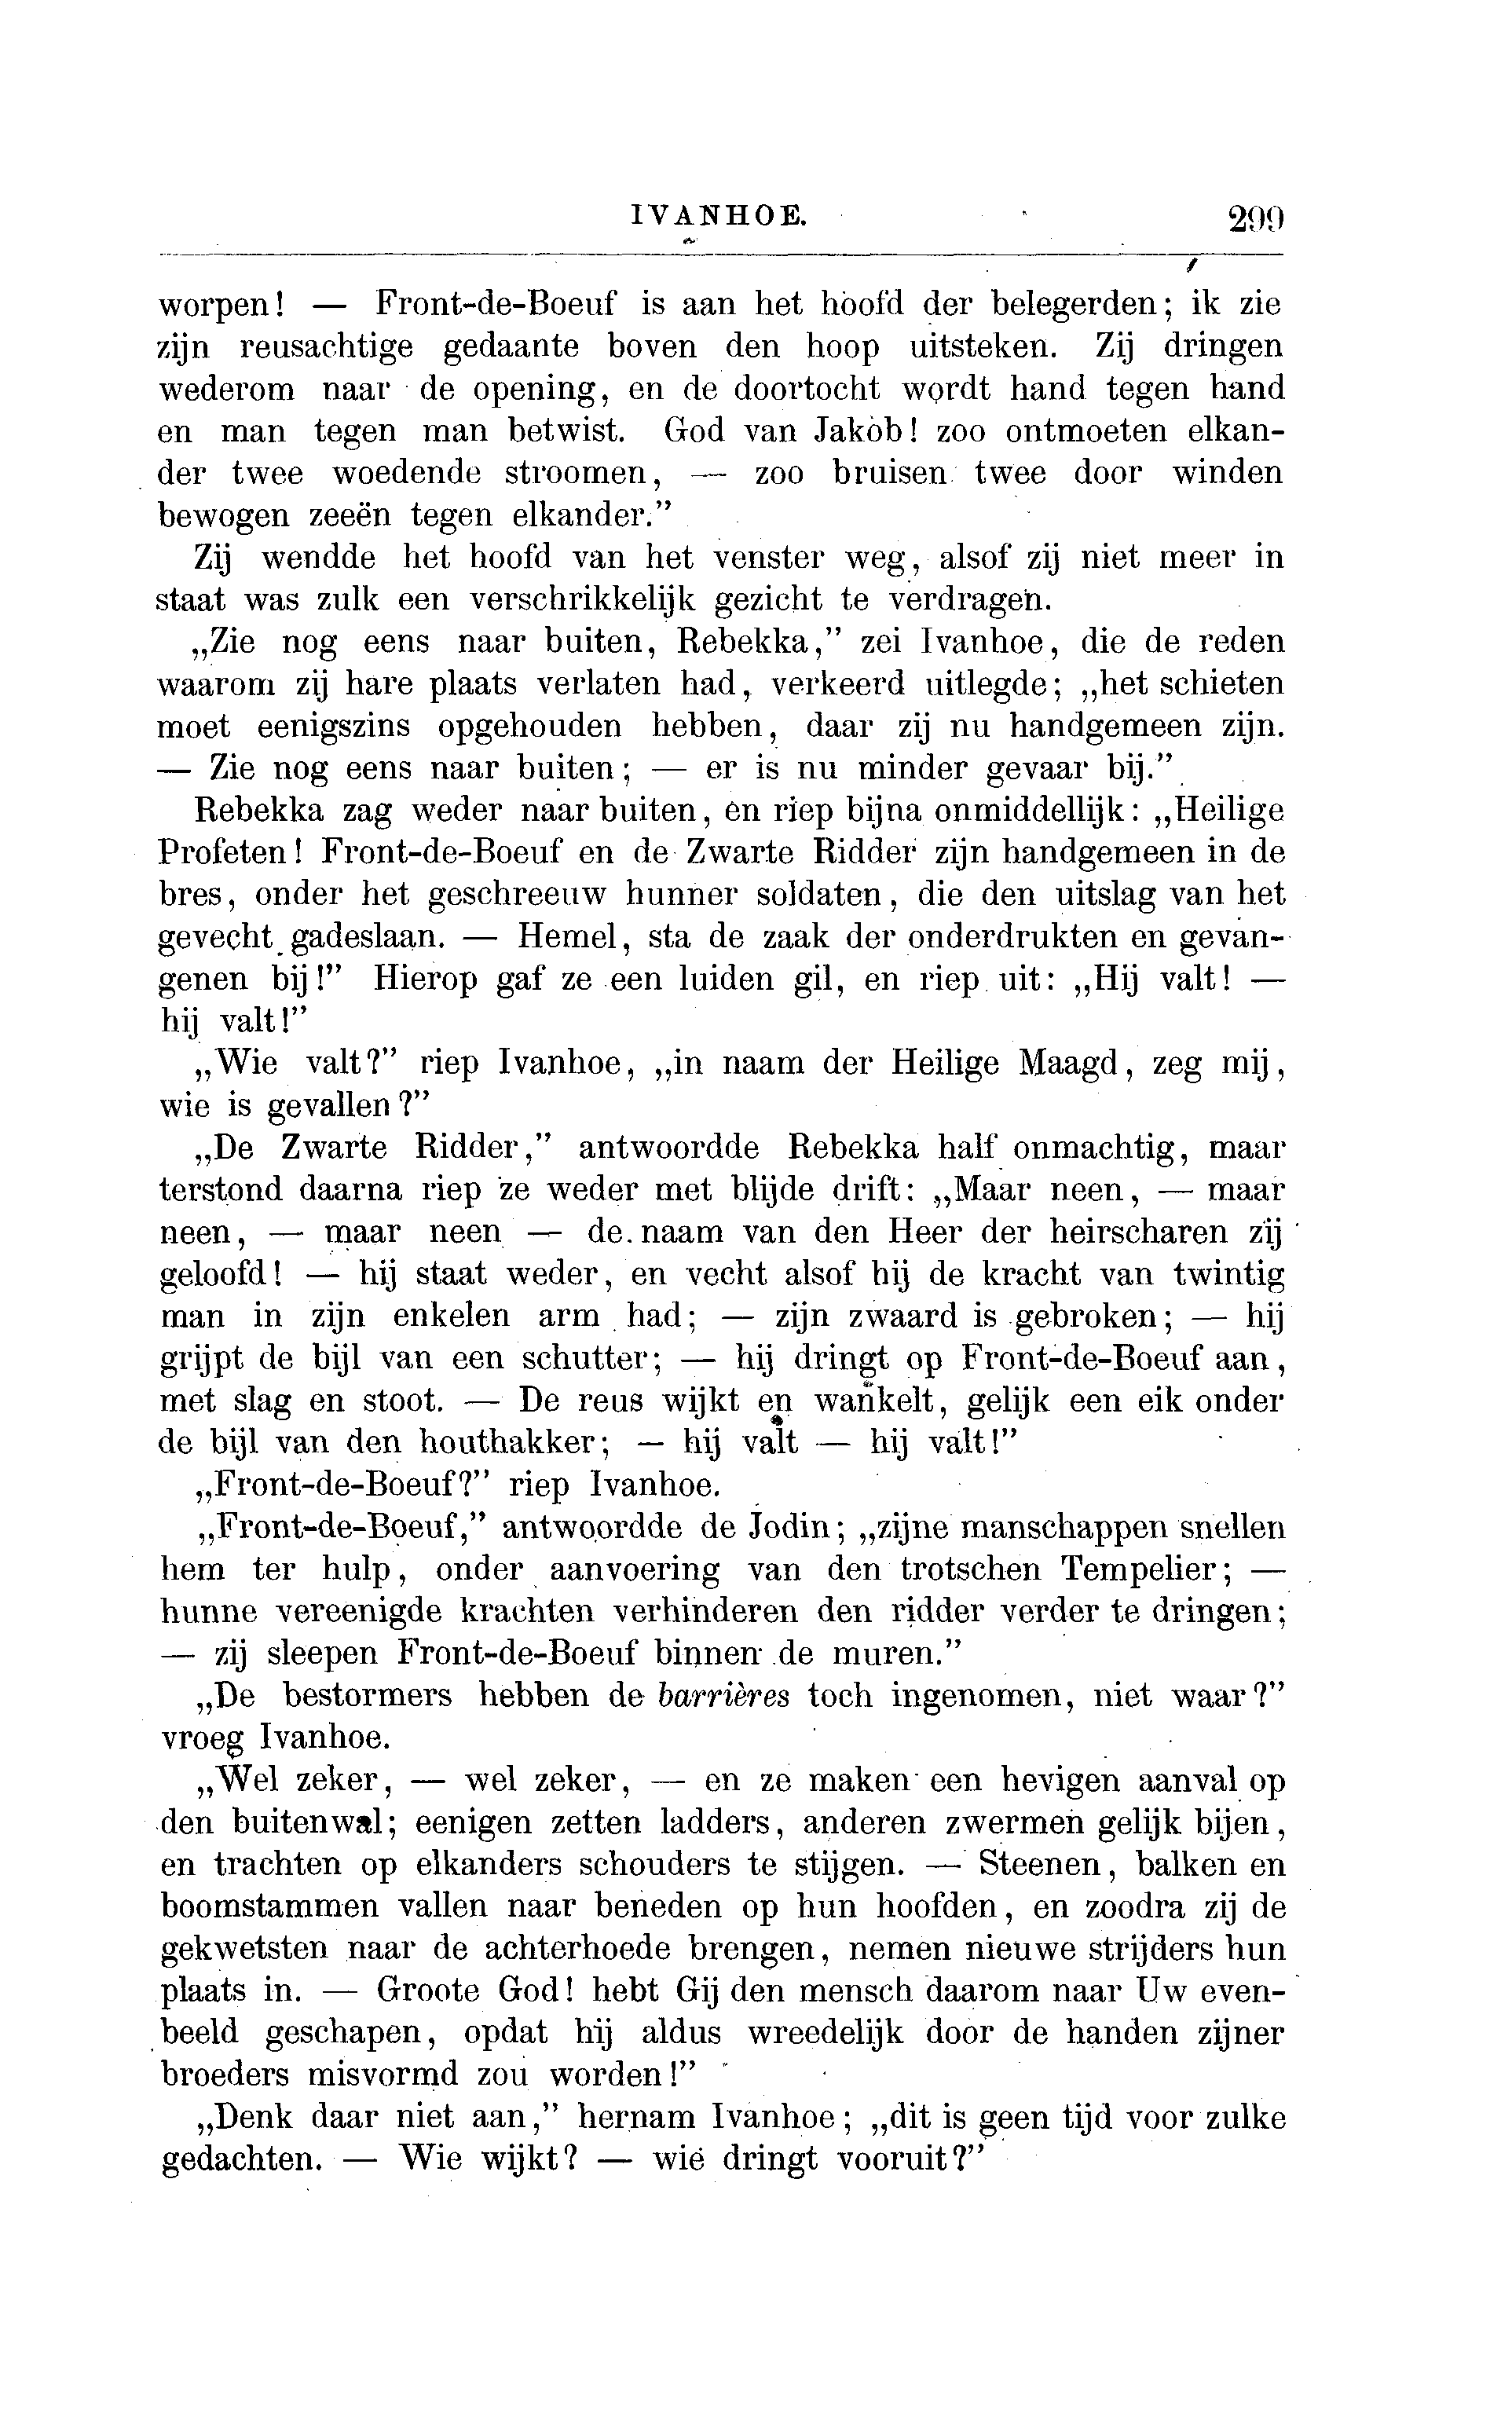 IVANHOE. 299
worpen! — Front-de-Boeuf is aan het hoofd der belegerden; ik zie
zijn reusachtige gedaante boven den hoop uitsteken. Zij dringen
wederom naar de opening, en de doortocht wordt hand tegen hand
en man tegen man betwist. God van Jakob! zoo ontmoeten elkan-
der twee woedende stroomen, — zoo bruisen twee door winden
bewogen zeeën tegen elkander.”
Zij wendde het hoofd van het venster weg, alsof zij niet meer in
staat was zulk een verschrikkelijk gezicht te verdragen.
„Zie nog eens naar buiten, Rebekka,” zei Ivanhoe, die de reden
waarom zij hare plaats verlaten had, verkeerd uitlegde; „het schieten
moet eenigszins opgehouden hebben, daar zij nu handgemeen zijn.
— Zie nog eens naar buiten; — er is nu minder gevaar bij.”
Rebekka zag weder naar buiten, en riep bijna onmiddellijk: „Heilige
Profeten! Front-de-Boeuf en de Zwarte Ridder zijn handgemeen in de
bres, onder het geschreeuw hunner soldaten, die den uitslag van het
gevecht gadeslaan. — Hemel, sta de zaak der onderdrukten en gevan-
genen bij!” Hierop gaf ze een luiden gil, en riep uit: „Hij valt! —
hij valt!”
„Wie valt?” riep Ivanhoe, „in naam der Heilige Maagd, zeg mij,
wie is gevallen?”
„De Zwarte Ridder,” antwoordde Rebekka half onmachtig, maar
terstond daarna riep ze weder met blijde drift: „Maar neen, — maar
neen, — maar neen — de naam van den Heer der heirscharen zij
geloofd! — hij staat weder, en vecht alsof hij de kracht van twintig
man in zijn enkelen arm had; — zijn zwaard is gebroken; — hij
grijpt de bijl van een schutter; — hij dringt op Front-de-Boeuf aan,
met slag en stoot. — De reus wijkt en wankelt, gelijk een eik onder
de bijl van den houthakker; — hij valt — hij valt!”
„Front-de-Boeuf?” riep Ivanhoe.
„Front-de-Boeuf,” antwoordde de Jodin; „zijne manschappen snellen
hem ter hulp, onder aanvoering van den trotschen Tempelier; —
hunne vereenigde krachten verhinderen den ridder verder te dringen;
— zij sleepen Front-de-Boeuf binnen de muren.”
„De bestormers hebben de barrières toch ingenomen, niet waar?”
vroeg Ivanhoe.
„Wel zeker, — wel zeker, — en ze maken een hevigen aanval op
den buitenwal; eenigen zetten ladders, anderen zwermen gelijk bijen,
en trachten op elkanders schouders te stijgen. — Steenen, balken en
boomstammen vallen naar beneden op hun hoofden, en zoodra zij de
gekwetsten naar de achterhoede brengen, nemen nieuwe strijders hun
plaats in. — Groote God! hebt Gij den mensch daarom naar Uw even-
beeld geschapen, opdat hij aldus wreedelijk door de handen zijner
broeders misvormd zou worden!”
„Denk daar niet aan,” hernam Ivanhoe; „dit is geen tijd voor zulke
gedachten. — Wie wijkt? — wie dringt vooruit?”